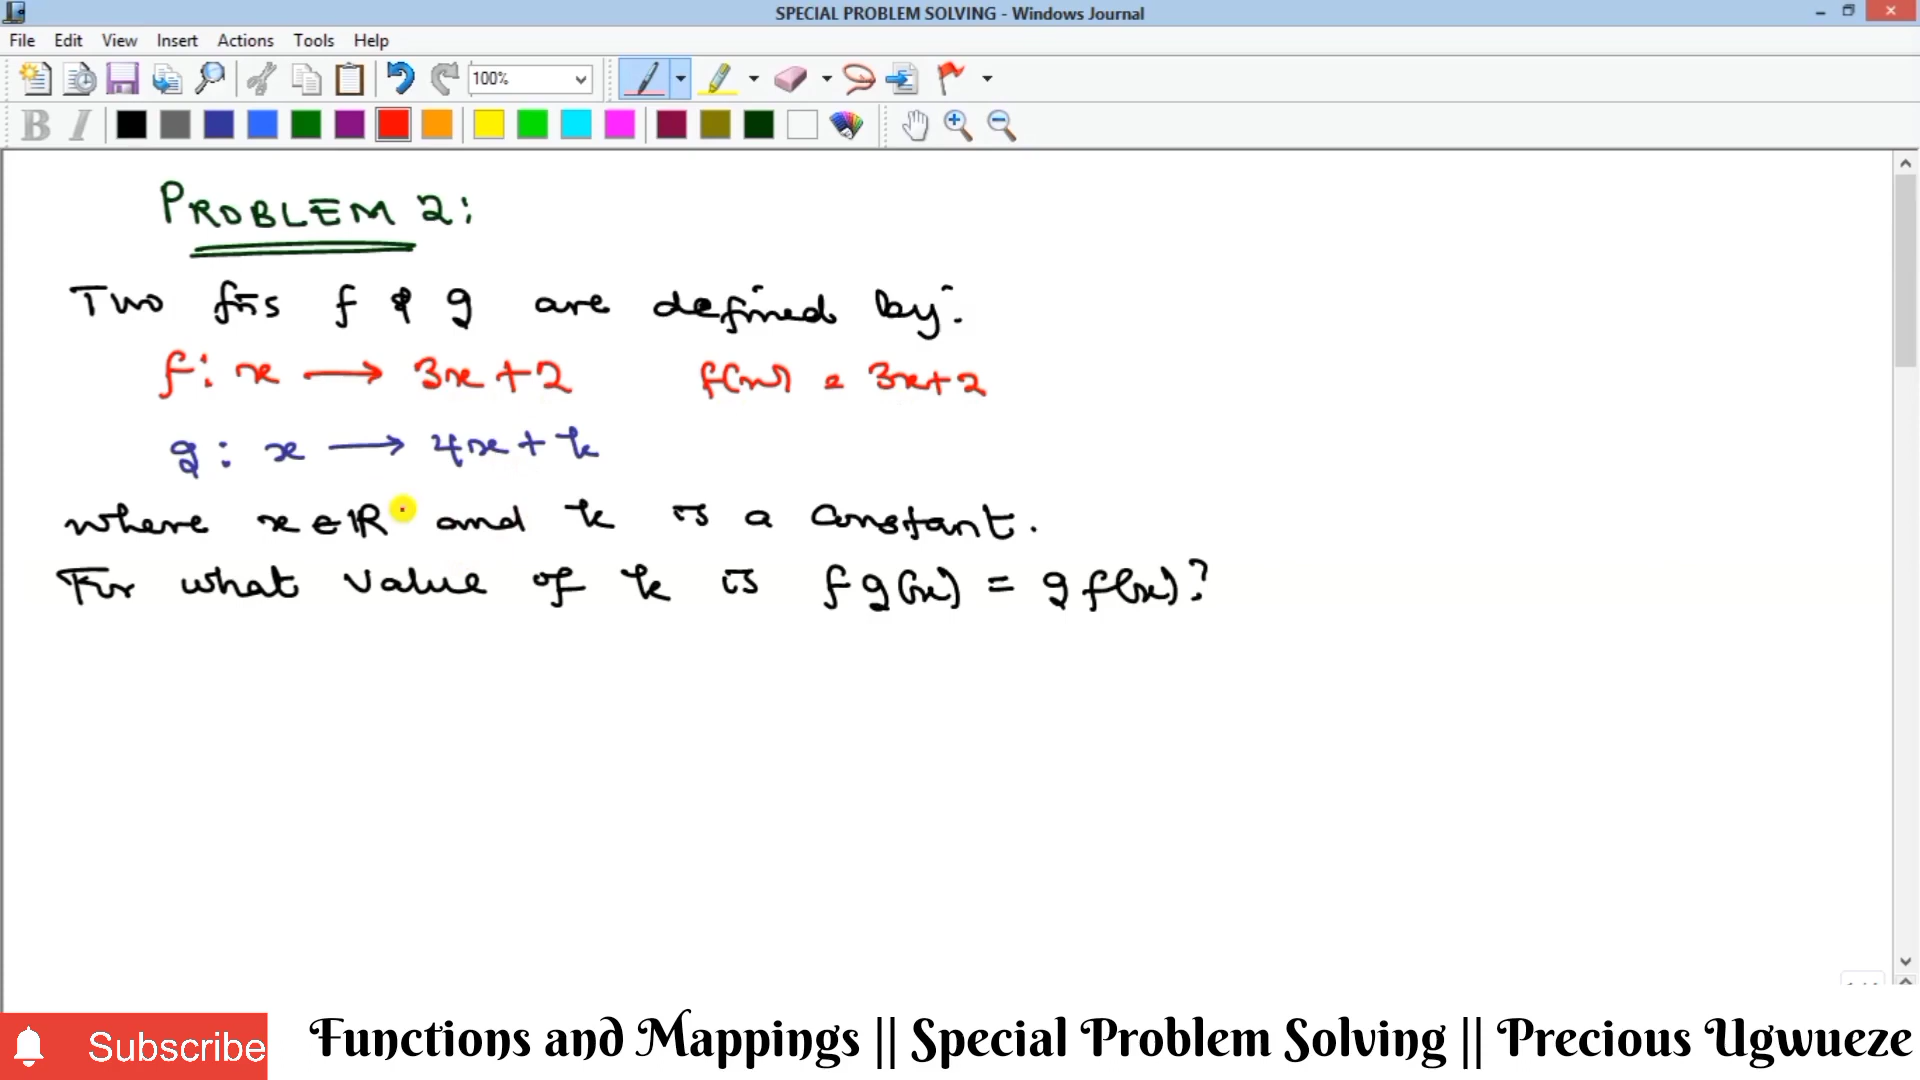 SPECIAL PROBLEM SOLVING - Windows Journal
File Edit View Insert Actions Tools Help
100%
B I
PROBLEM 2:
Two fns f & g are defined by:
f: x → 3x+2 f(x) = 3x+2
g: x → 4x+k
where x∈ℝ and k is a constant.
For what value of k is fg(x) = gf(x)?
Subscribe
Functions and Mappings || Special Problem Solving || Precious Ugwueze